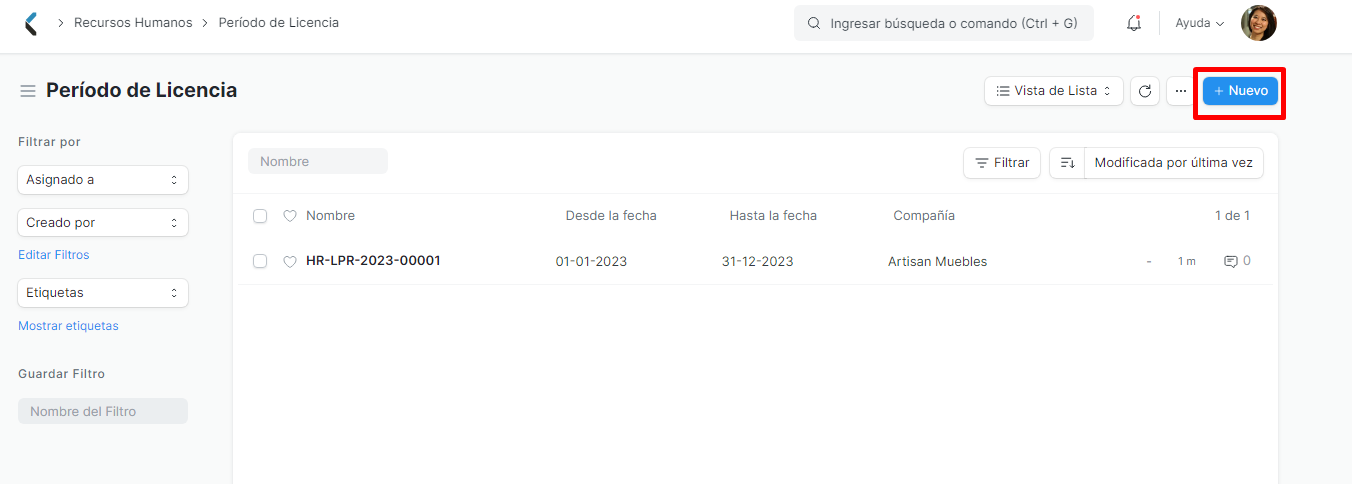 Recursos Humanos Período de Licencia
Ingresar búsqueda o comando (Ctrl + G)
Ayuda
Período de Licencia
Vista de Lista
+ Nuevo
Filtrar por
Asignado a
Creado por
Editar Filtros
Etiquetas
Mostrar etiquetas
Guardar Filtro
Nombre del Filtro
Nombre
Filtrar
Modificada por última vez
Nombre Desde la fecha Hasta la fecha Compañía 1 de 1
HR-LPR-2023-00001 01-01-2023 31-12-2023 Artisan Muebles - 1 m 0